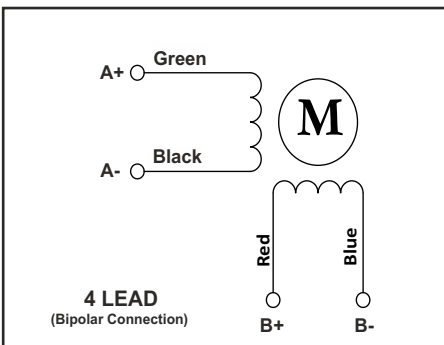 Green
A+
M
Black
A-
Red
Blue
4 LEAD
(Bipolar Connection)
B+ B-